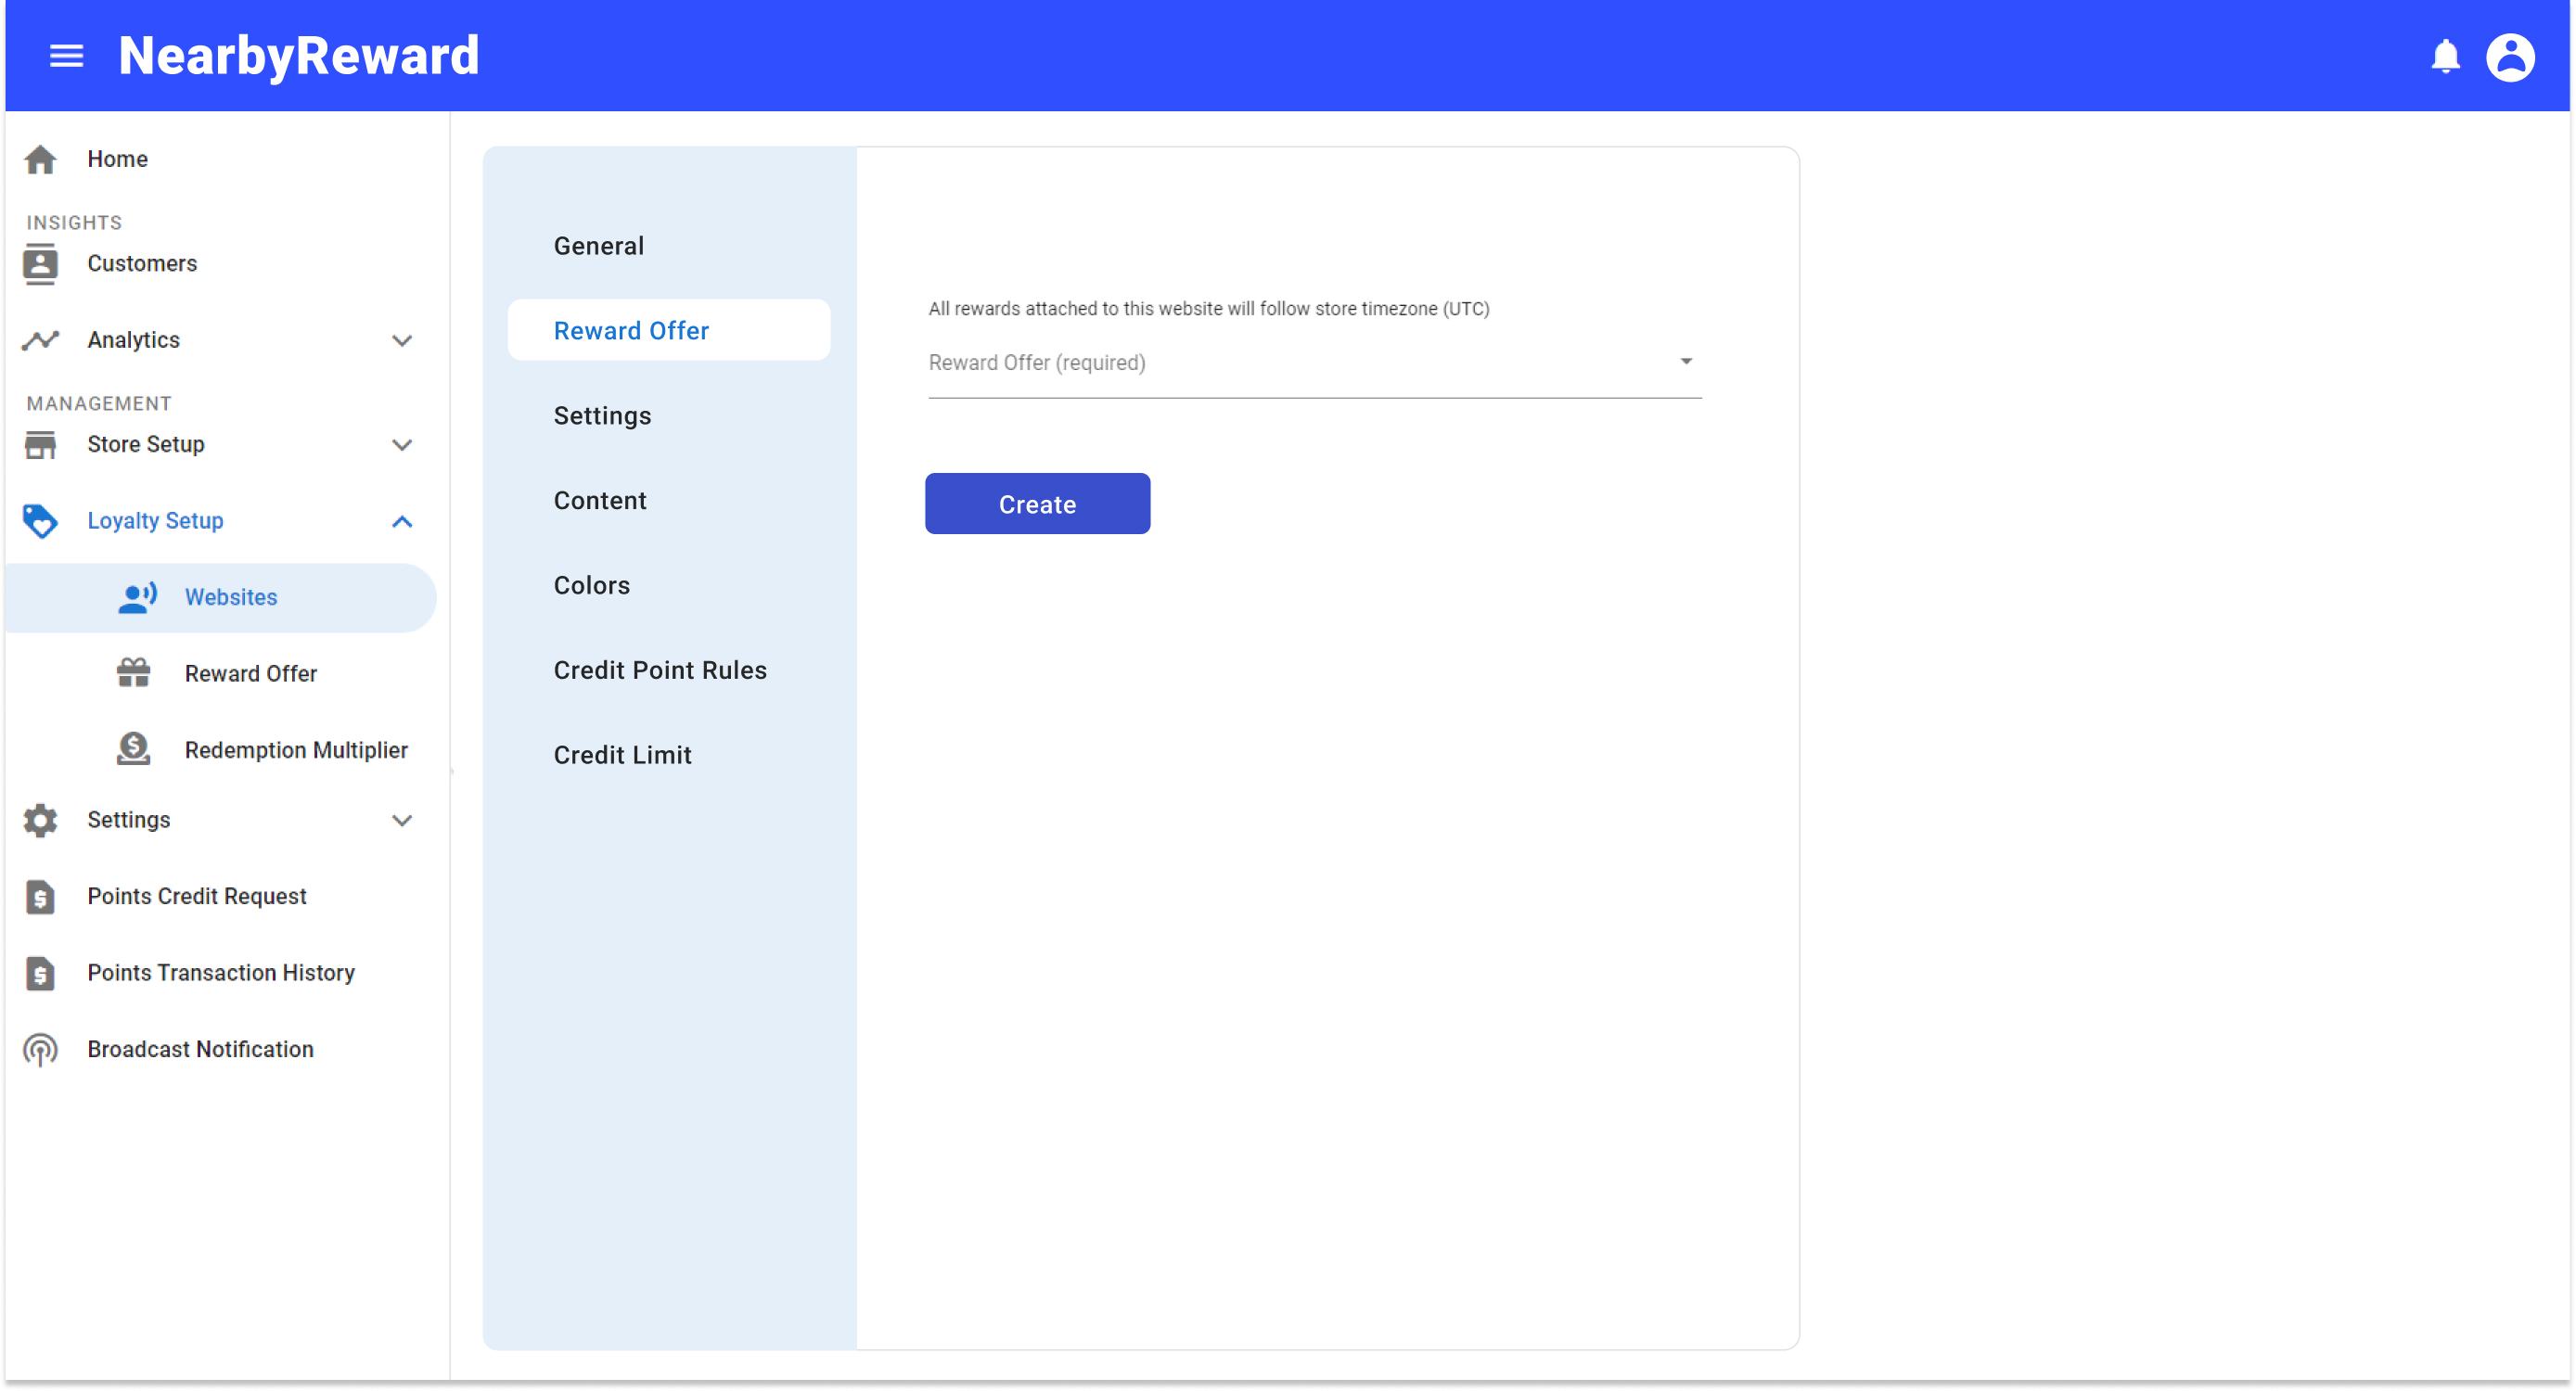 NearbyReward
Home
INSIGHTS
Customers
Analytics
MANAGEMENT
Store Setup
Loyalty Setup
Websites
Reward Offer
Redemption Multiplier
Settings
Points Credit Request
Points Transaction History
Broadcast Notification
General
Reward Offer
Settings
Content
Colors
Credit Point Rules
Credit Limit
All rewards attached to this website will follow store timezone (UTC)
Reward Offer (required)
Create